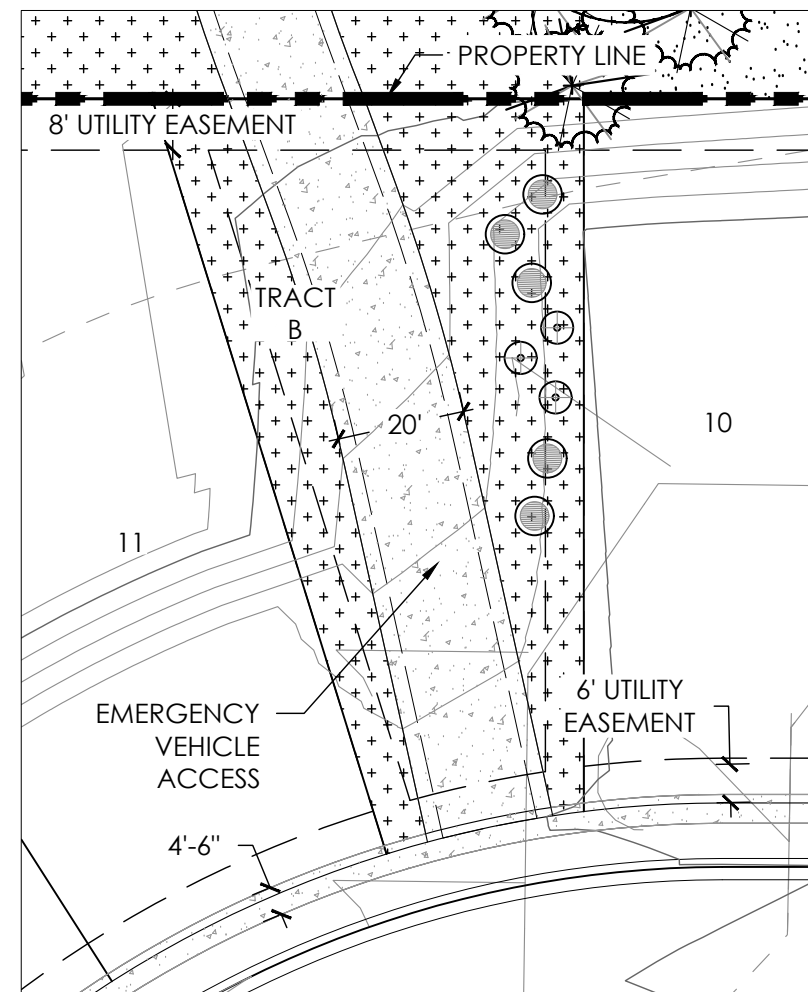 PROPERTY LINE
8' UTILITY EASEMENT
TRACT
B
20'
10
11
6' UTILITY
EASEMENT
EMERGENCY
VEHICLE
ACCESS
4'-6"